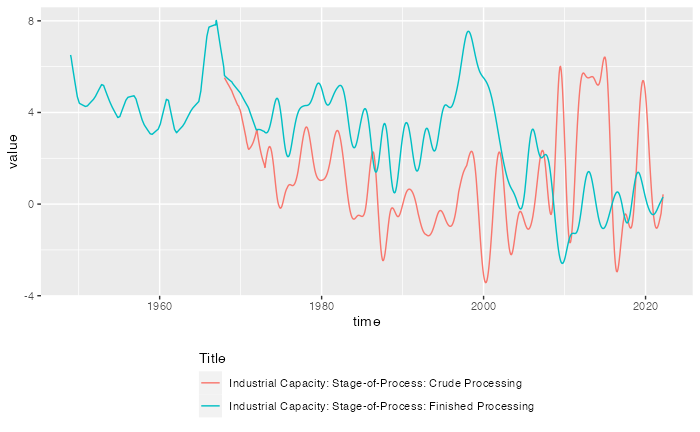 8
4
0
-4
value
1960
1980
2000
2020
time
Title
Industrial Capacity: Stage-of-Process: Crude Processing
Industrial Capacity: Stage-of-Process: Finished Processing